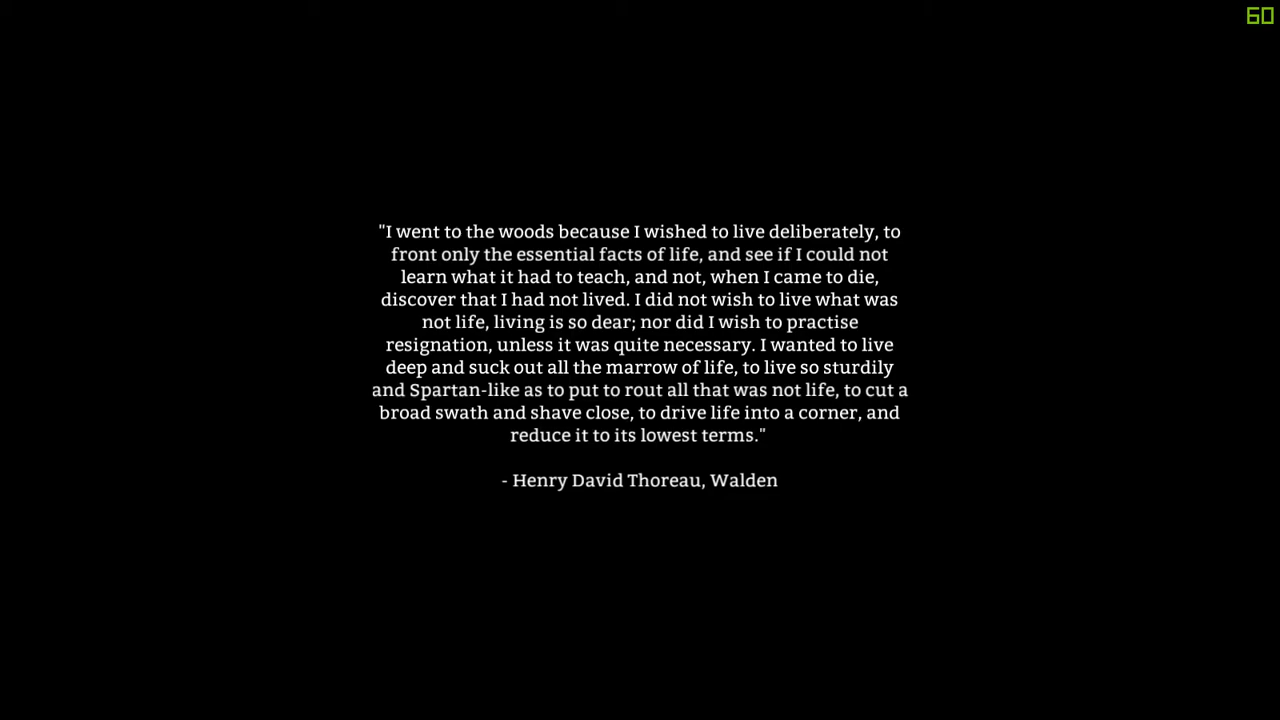 60
"I went to the woods because I wished to live deliberately, to
front only the essential facts of life, and see if I could not
learn what it had to teach, and not, when I came to die,
discover that I had not lived. I did not wish to live what was
not life, living is so dear; nor did I wish to practise
resignation, unless it was quite necessary. I wanted to live
deep and suck out all the marrow of life, to live so sturdily
and Spartan-like as to put to rout all that was not life, to cut a
broad swath and shave close, to drive life into a corner, and
reduce it to its lowest terms."
- Henry David Thoreau, Walden